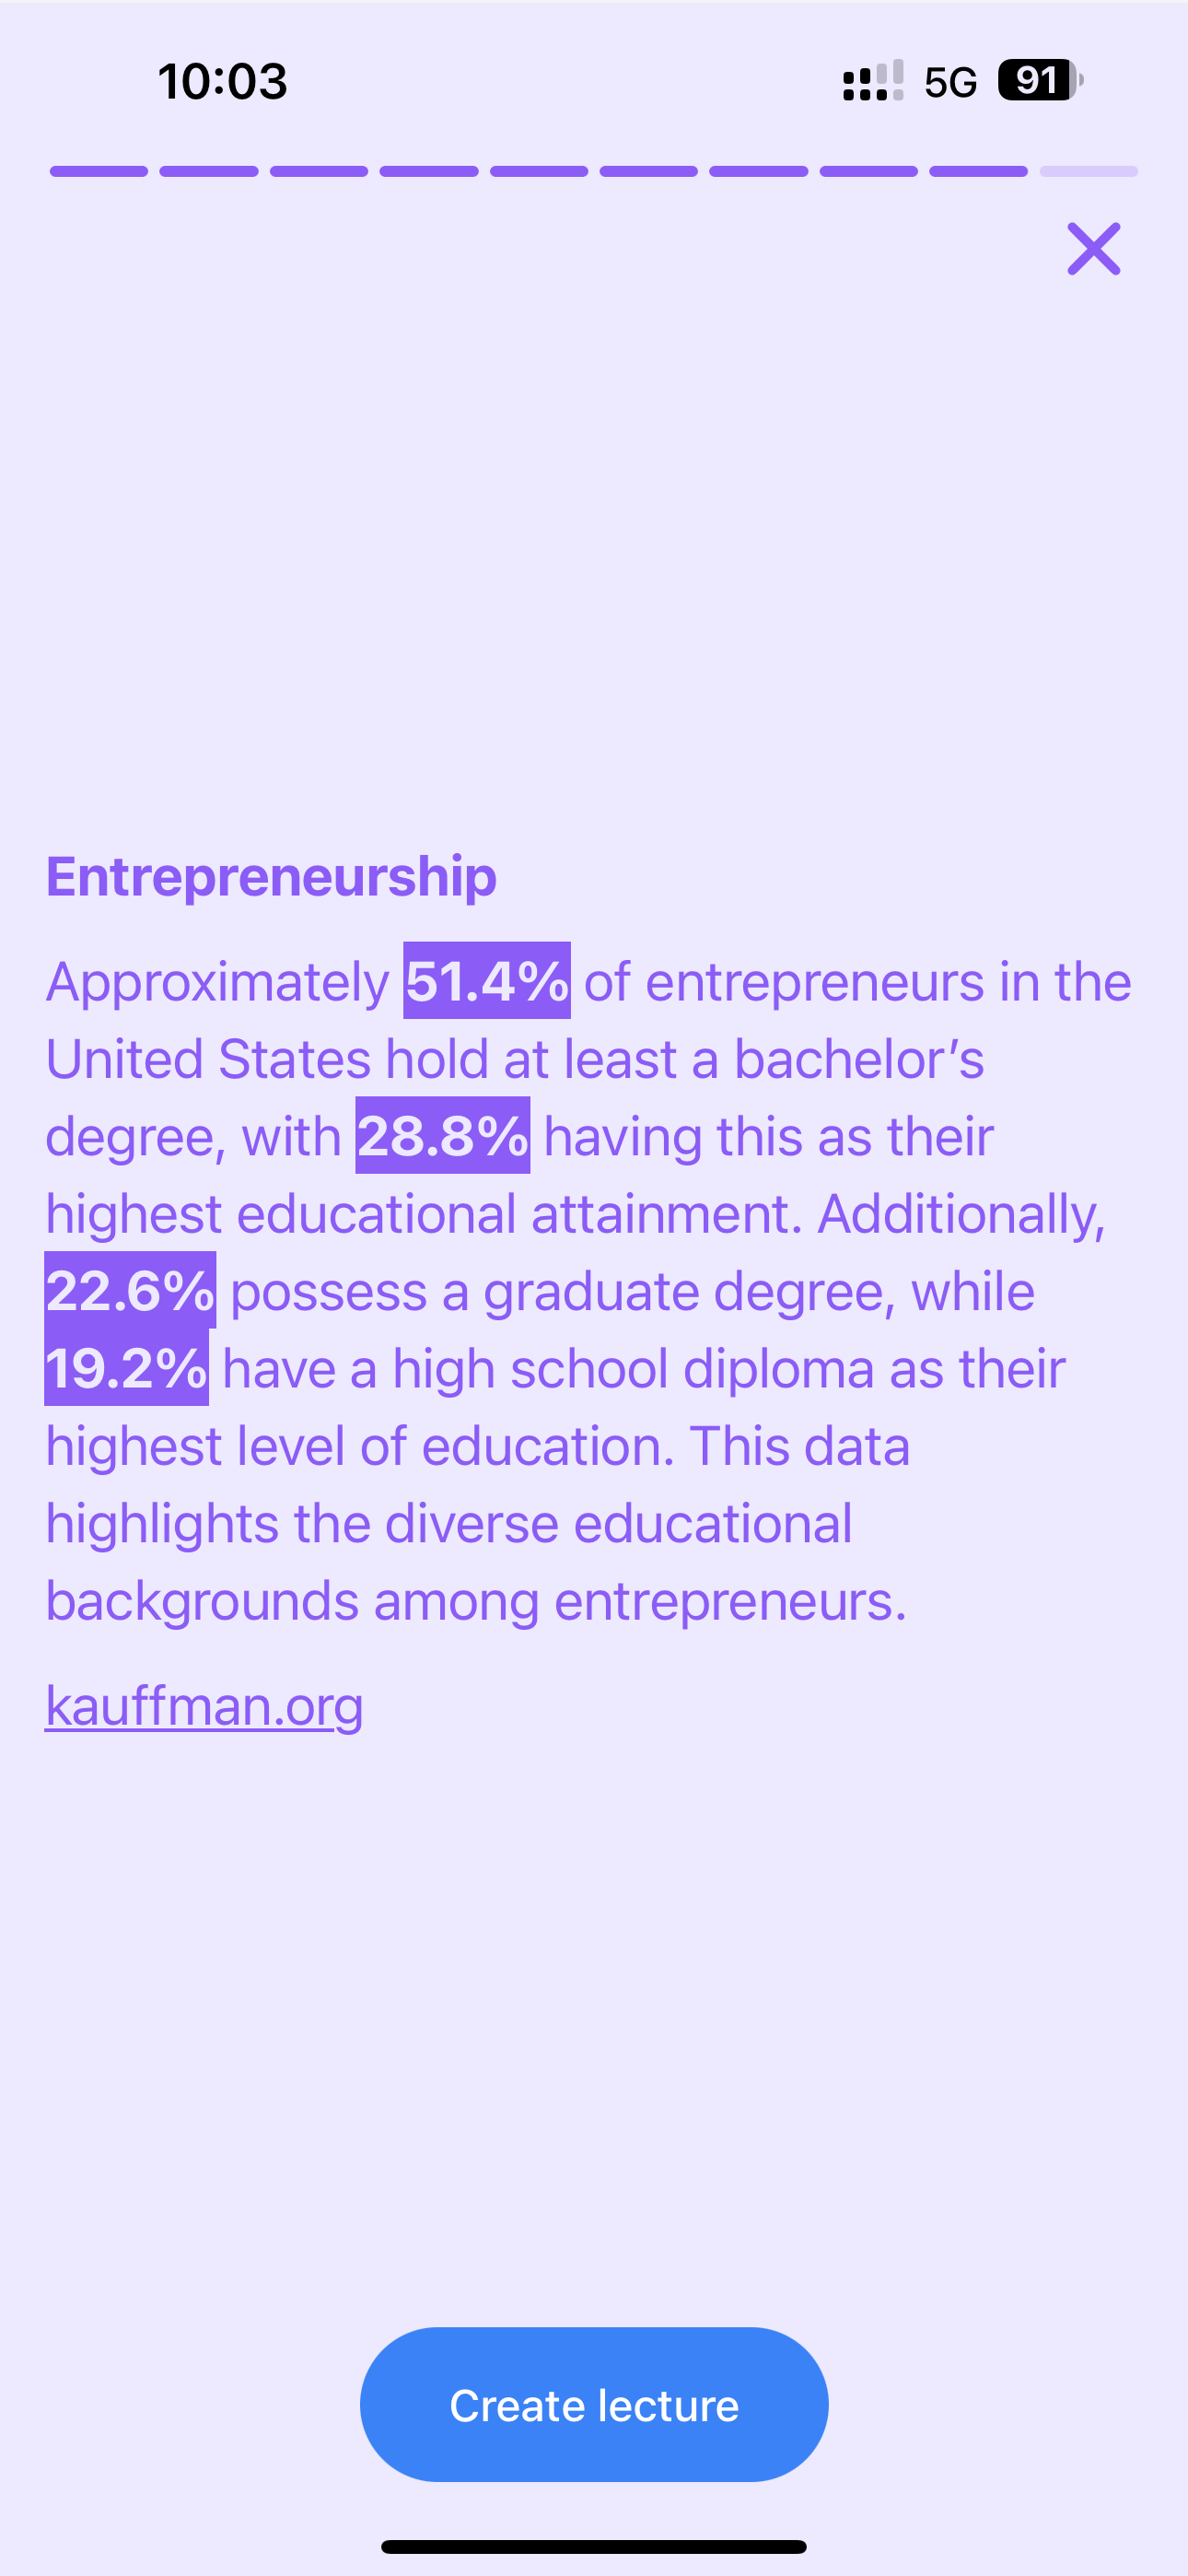 10:03
5G
91
Entrepreneurship
Approximately 51.4% of entrepreneurs in the
United States hold at least a bachelor’s
degree, with 28.8% having this as their
highest educational attainment. Additionally,
22.6% possess a graduate degree, while
19.2% have a high school diploma as their
highest level of education. This data
highlights the diverse educational
backgrounds among entrepreneurs.
kauffman.org
Create lecture